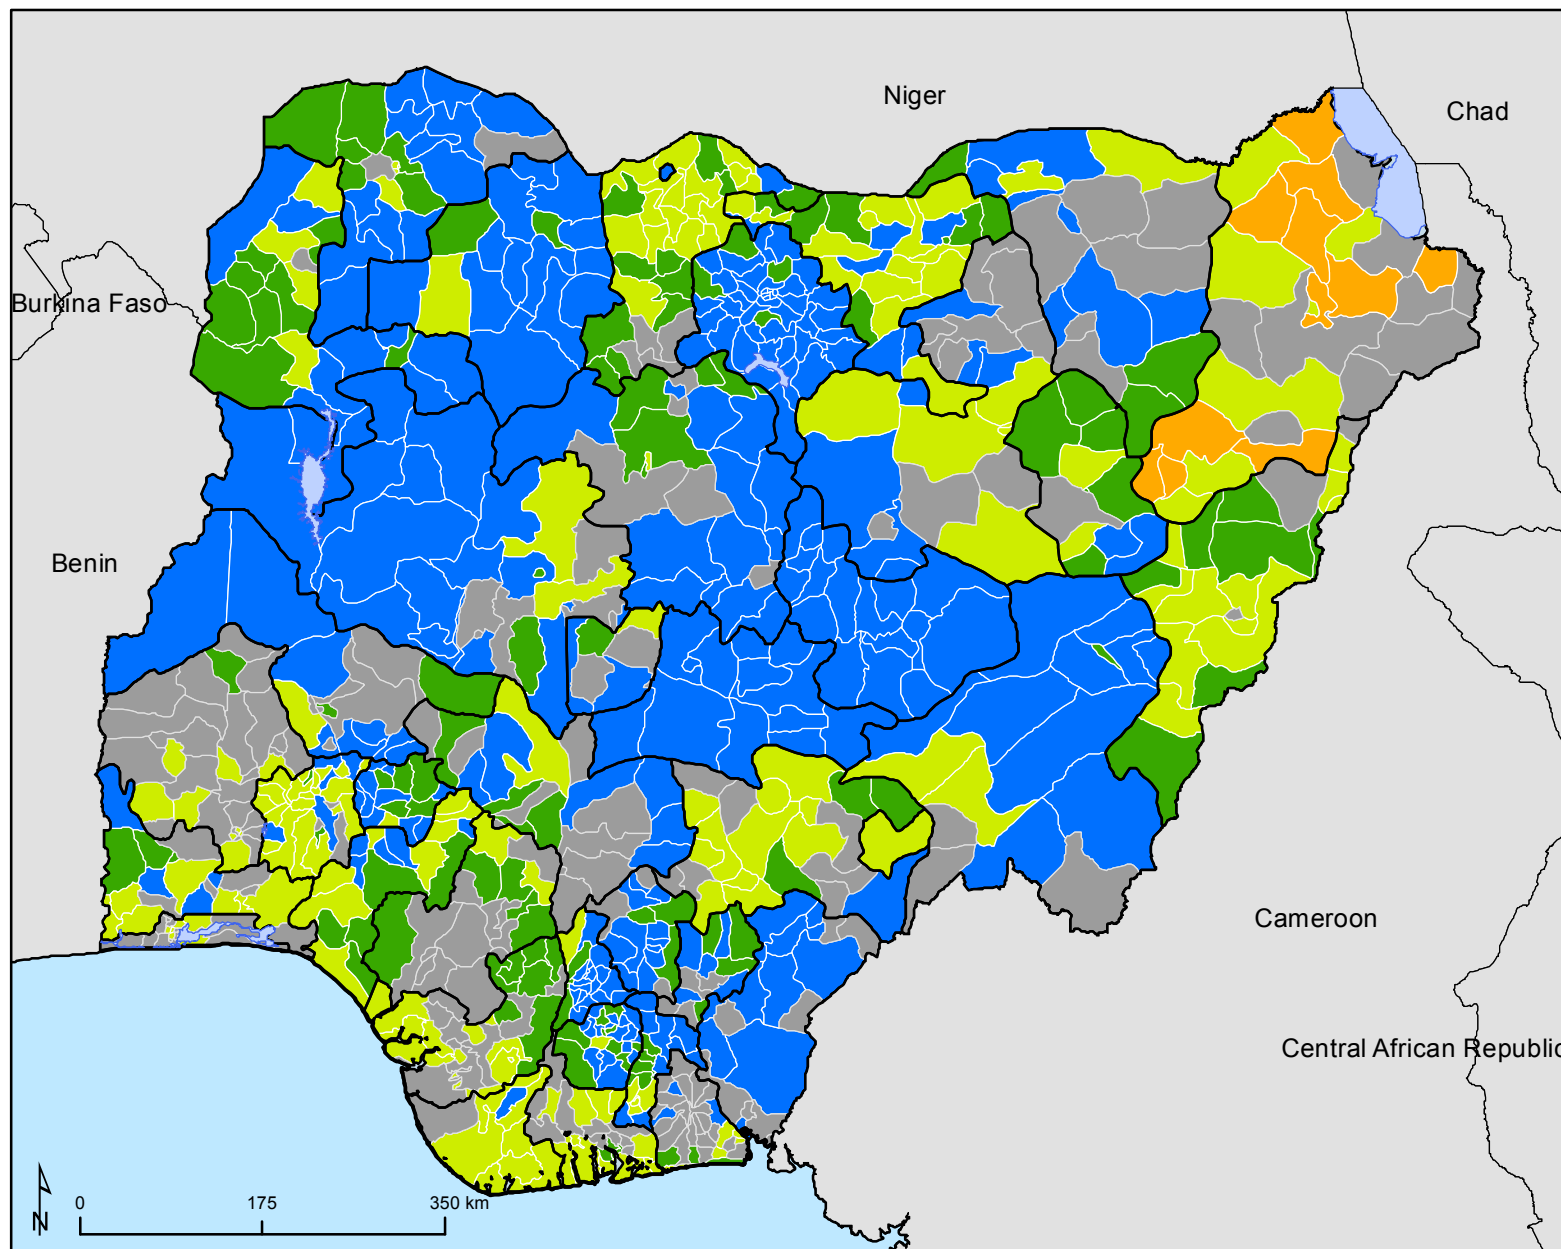 Niger
Chad
Burkina Faso
Benin
Cameroon
Central African Republic
N
0 175 350 km